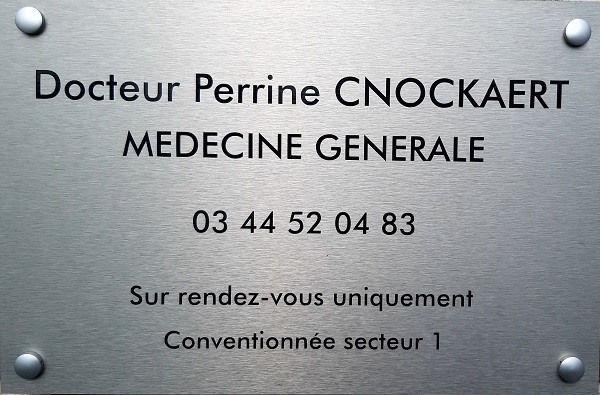 Docteur Perrine CNOCKAERT
MEDECINE GENERALE
03 44 52 04 83
Sur rendez-vous uniquement
Conventionnée secteur 1